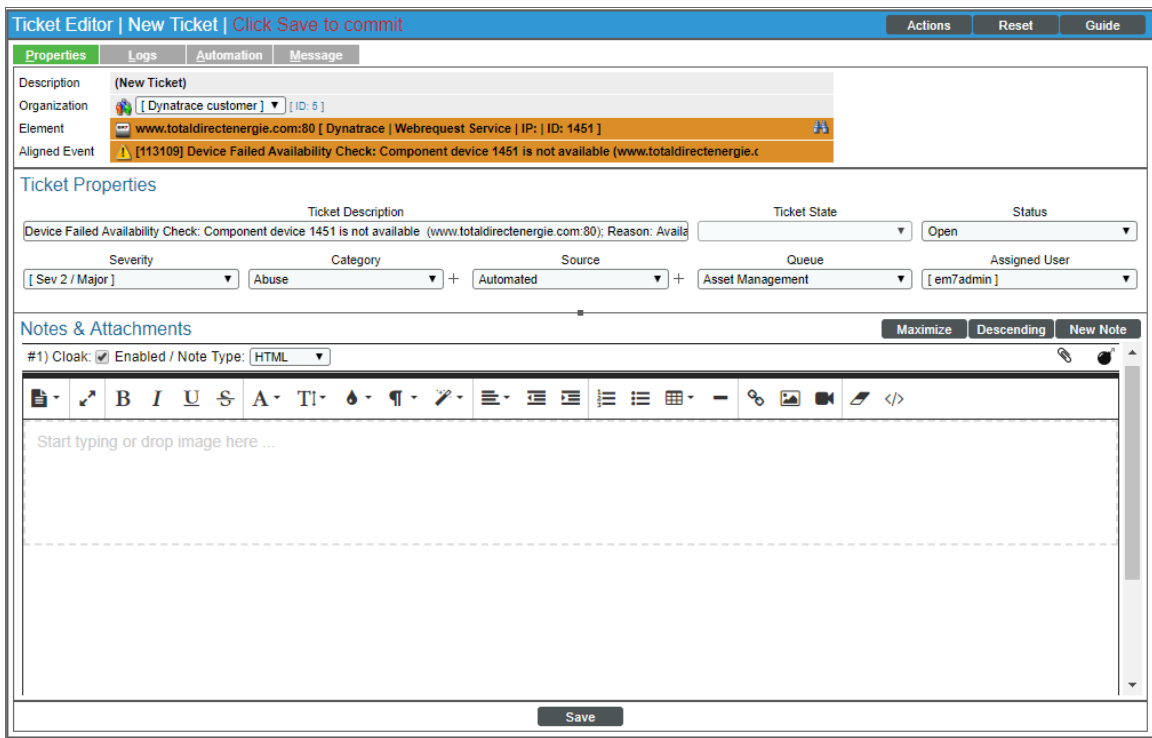 Ticket Editor | New Ticket | Click Save to commit Actions Reset Guide
Properties Logs Automation Message
Description (New Ticket)
Organization [ Dynatrace customer ] [ ID: 5 ]
Element www.totaldirectenergie.com:80 [ Dynatrace | Webrequest Service | IP: | ID: 1451 ]
Aligned Event [113109] Device Failed Availability Check: Component device 1451 is not available (www.totaldirectenergie.c
Ticket Properties
Ticket Description Ticket State Status
Device Failed Availability Check: Component device 1451 is not available (www.totaldirectenergie.com:80); Reason: Availa Open
Severity Category Source Queue Assigned User
[ Sev 2 / Major ] Abuse Automated Asset Management [ em7admin ]
Notes & Attachments Maximize Descending New Note
#1) Cloak: Enabled / Note Type: HTML
B I U S A T
Start typing or drop image here ...
Save